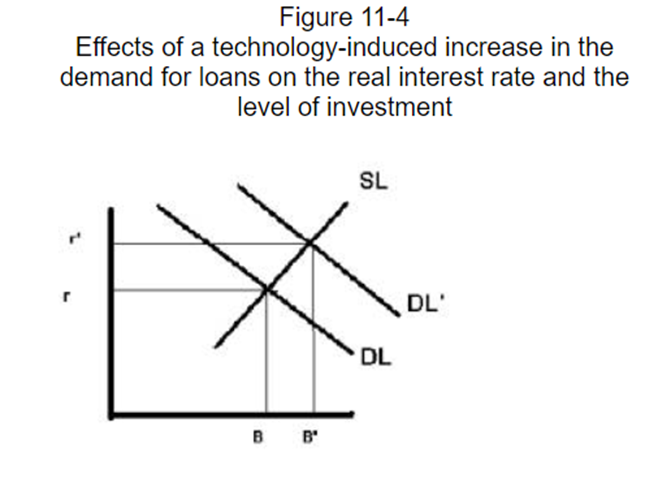 Figure 11-4
Effects of a technology-induced increase in the
demand for loans on the real interest rate and the
level of investment
SL
r'
r
DL'
DL
B
B'